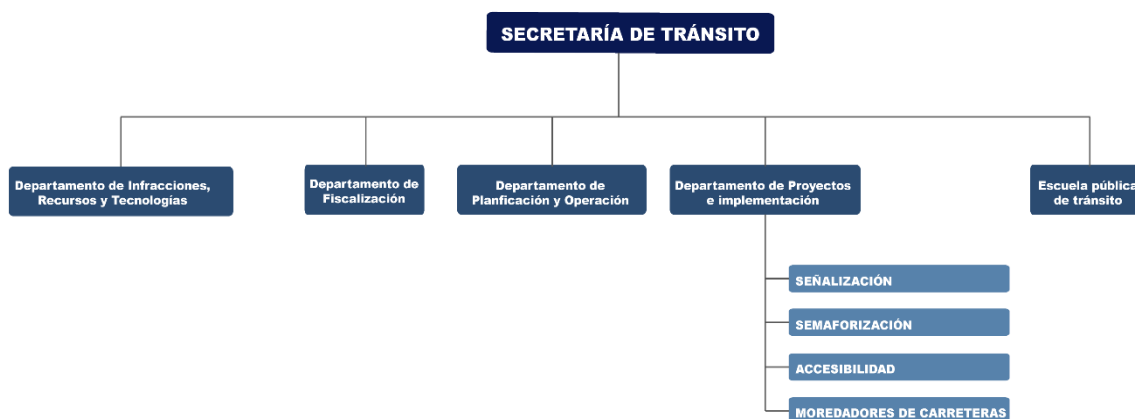 SECRETARÍA DE TRÁNSITO
Departamento de Infracciones,
Recursos y Tecnologías
Departamento de
Fiscalización
Departamento de
Planficación y Operación
Departamento de Proyectos
e implementación
Escuela pública
de tránsito
SEÑALIZACIÓN
SEMAFORIZACIÓN
ACCESIBILIDAD
MOREDADORES DE CARRETERAS